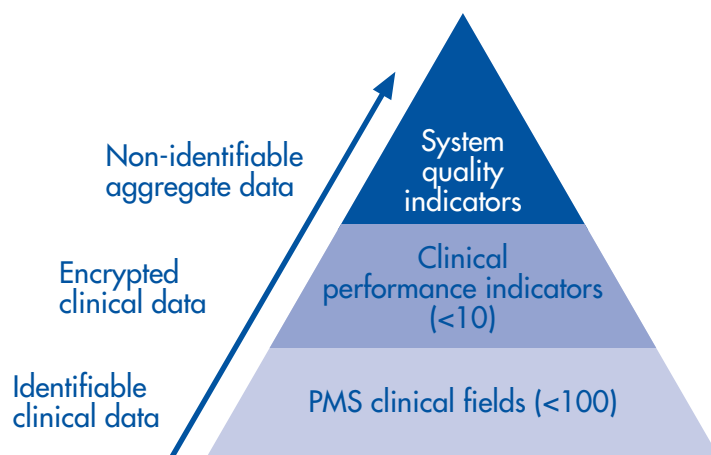 Non-identifiable
aggregate data
System
quality
indicators
Encrypted
clinical data
Clinical
performance indicators
(<10)
Identifiable
clinical data
PMS clinical fields (<100)